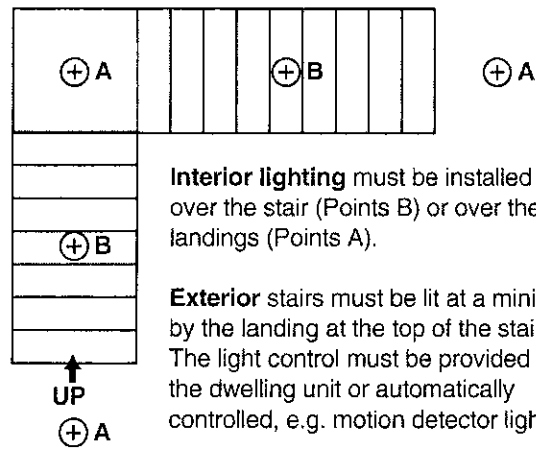 A
B
A
Interior lighting must be installed
over the stair (Points B) or over the
landings (Points A).
B
Exterior stairs must be lit at a mini
by the landing at the top of the stai
The light control must be provided
the dwelling unit or automatically
controlled, e.g. motion detector ligh
UP
A